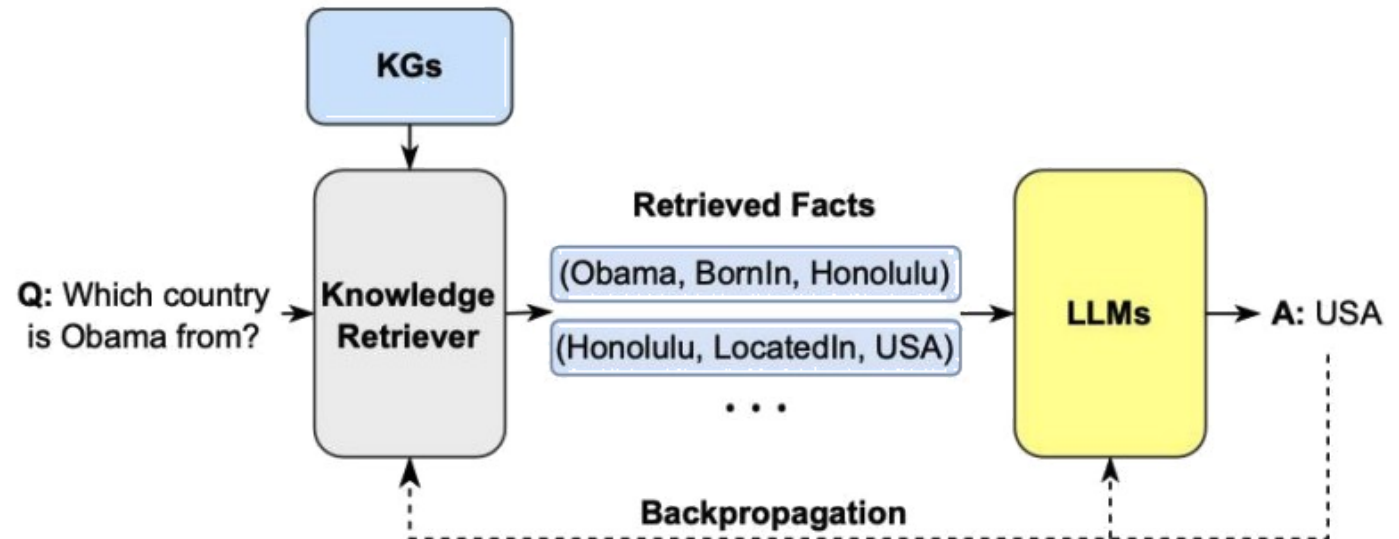 KGs
Retrieved Facts
Q: Which country
is Obama from?
Knowledge
Retriever
(Obama, BornIn, Honolulu)
(Honolulu, LocatedIn, USA)
...
LLMs
A: USA
Backpropagation